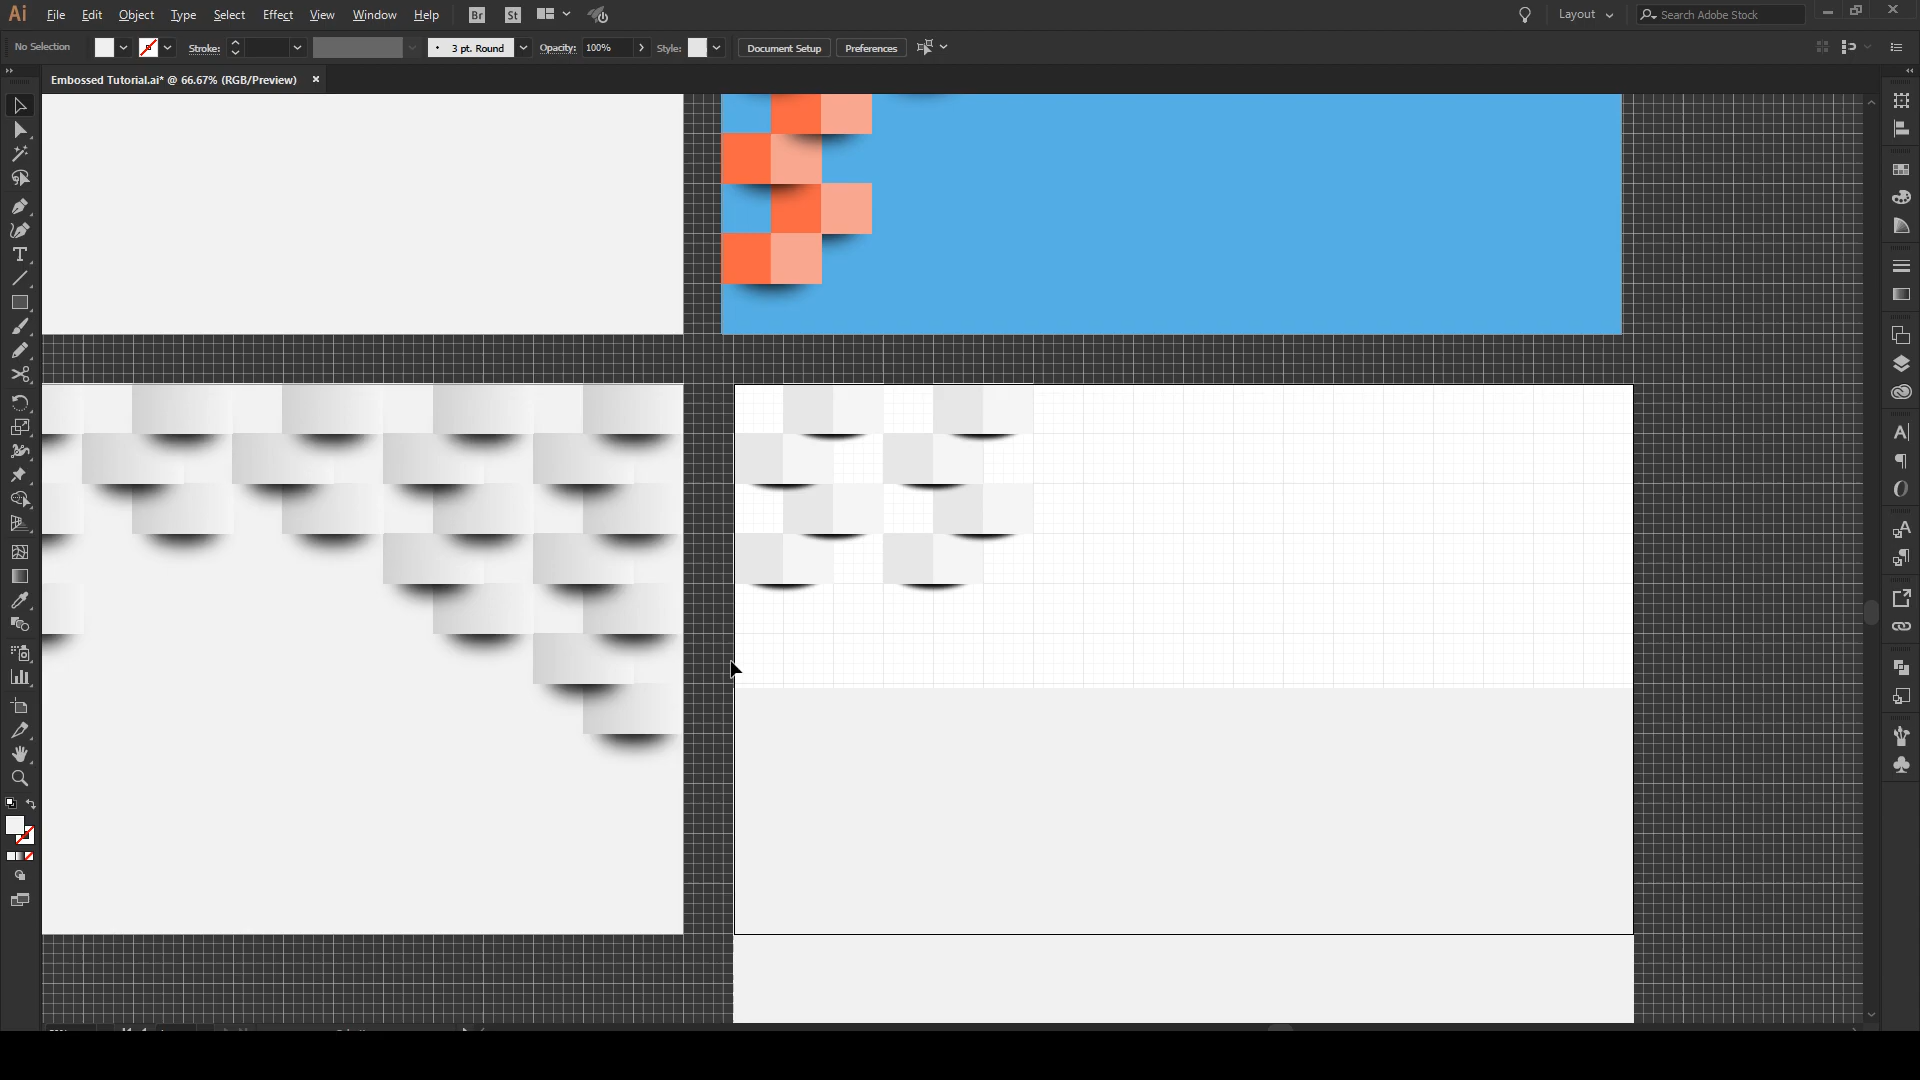 Ai File Edit Object Type Select Effect View Window Help Br St Layout Search Adobe Stock
No Selection Stroke: 3 pt. Round Opacity: 100% Style: Document Setup Preferences
Embossed Tutorial.ai* @ 66.67% (RGB/Preview) ×